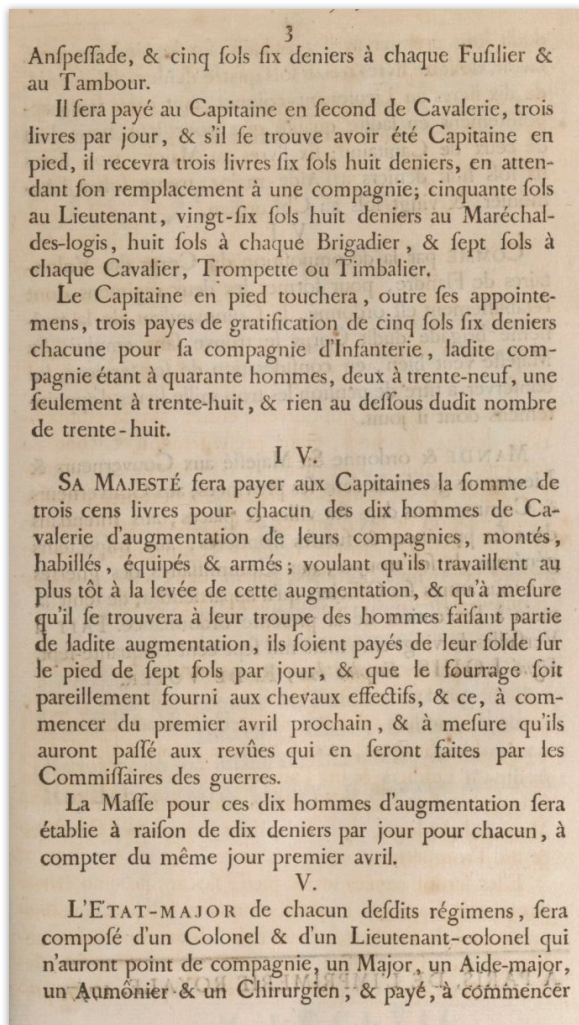 3
Anſpeſſade, & cinq ſols ſix deniers à chaque Fuſilier &
au Tambour.
Il ſera payé au Capitaine en ſecond de Cavalerie, trois
livres par jour, & s'il ſe trouve avoir été Capitaine en
pied, il recevra trois livres ſix ſols huit deniers, en atten-
dant ſon remplacement à une compagnie; cinquante ſols
au Lieutenant, vingt-ſix ſols huit deniers au Maréchal-
des-logis, huit ſols à chaque Brigadier, & ſept ſols à
chaque Cavalier, Trompette ou Timbalier.
Le Capitaine en pied touchera, outre ſes appointe-
mens, trois payes de gratification de cinq ſols ſix deniers
chacune pour ſa compagnie d'Infanterie, ladite com-
pagnie étant à quarante hommes, deux à trente-neuf, une
ſeulement à trente-huit, & rien au deſſous dudit nombre
de trente-huit.
I V.
SA MAJESTÉ ſera payer aux Capitaines la ſomme de
trois cens livres pour chacun des dix hommes de Ca-
valerie d'augmentation de leurs compagnies, montés,
habillés, équipés & armés; voulant qu'ils travaillent au
plus tôt à la levée de cette augmentation, & qu'à meſure
qu'il ſe trouvera à leur troupe des hommes faiſant partie
de ladite augmentation, ils ſoient payés de leur ſolde ſur
le pied de ſept ſols par jour, & que le fourrage ſoit
pareillement fourni aux chevaux effectifs, & ce, à com-
mencer du premier avril prochain, & à meſure qu'ils
auront paſſé aux revûes qui en ſeront faites par les
Commiſſaires des guerres.
La Maſſe pour ces dix hommes d'augmentation ſera
établie à raiſon de dix deniers par jour pour chacun, à
compter du même jour premier avril.
V.
L'ETAT-MAJOR de chacun deſdits régimens, ſera
compoſé d'un Colonel & d'un Lieutenant-colonel qui
n'auront point de compagnie, un Major, un Aide-major,
un Aumônier & un Chirurgien, & payé, à commencer